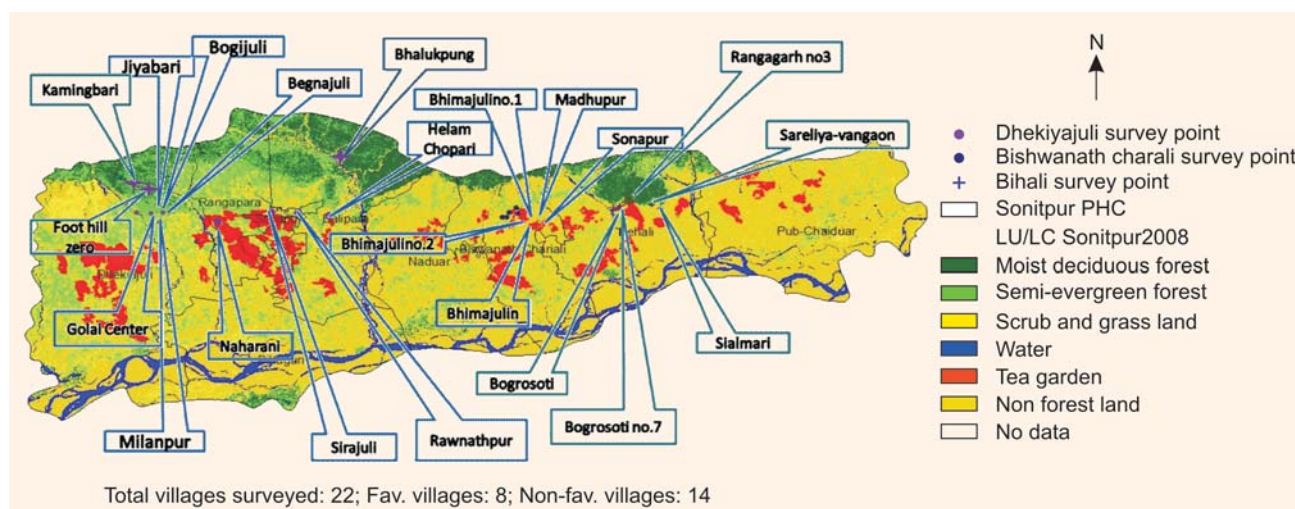 Bogijuli
Jiyabari
Kamingbari
Begnajuli
Bhalukpung
Helam
Chopari
Bhimajulino.1
Madhupur
Sonapur
Rangagarh no3
Sareliya-vangaon
N
Rangapara
Balipara
Foot hill
zero
Bhimajulino.2
Naduar
Pub-Chaiduar
Golai Center
Naharani
Bhimajulin
Sialmari
Bogrosoti
Bogrosoti no.7
Milanpur
Sirajuli
Rawnathpur
Dhekiyajuli survey point
Bishwanath charali survey point
Bihali survey point
Sonitpur PHC
LU/LC Sonitpur2008
Moist deciduous forest
Semi-evergreen forest
Scrub and grass land
Water
Tea garden
Non forest land
No data
Total villages surveyed: 22; Fav. villages: 8; Non-fav. villages: 14